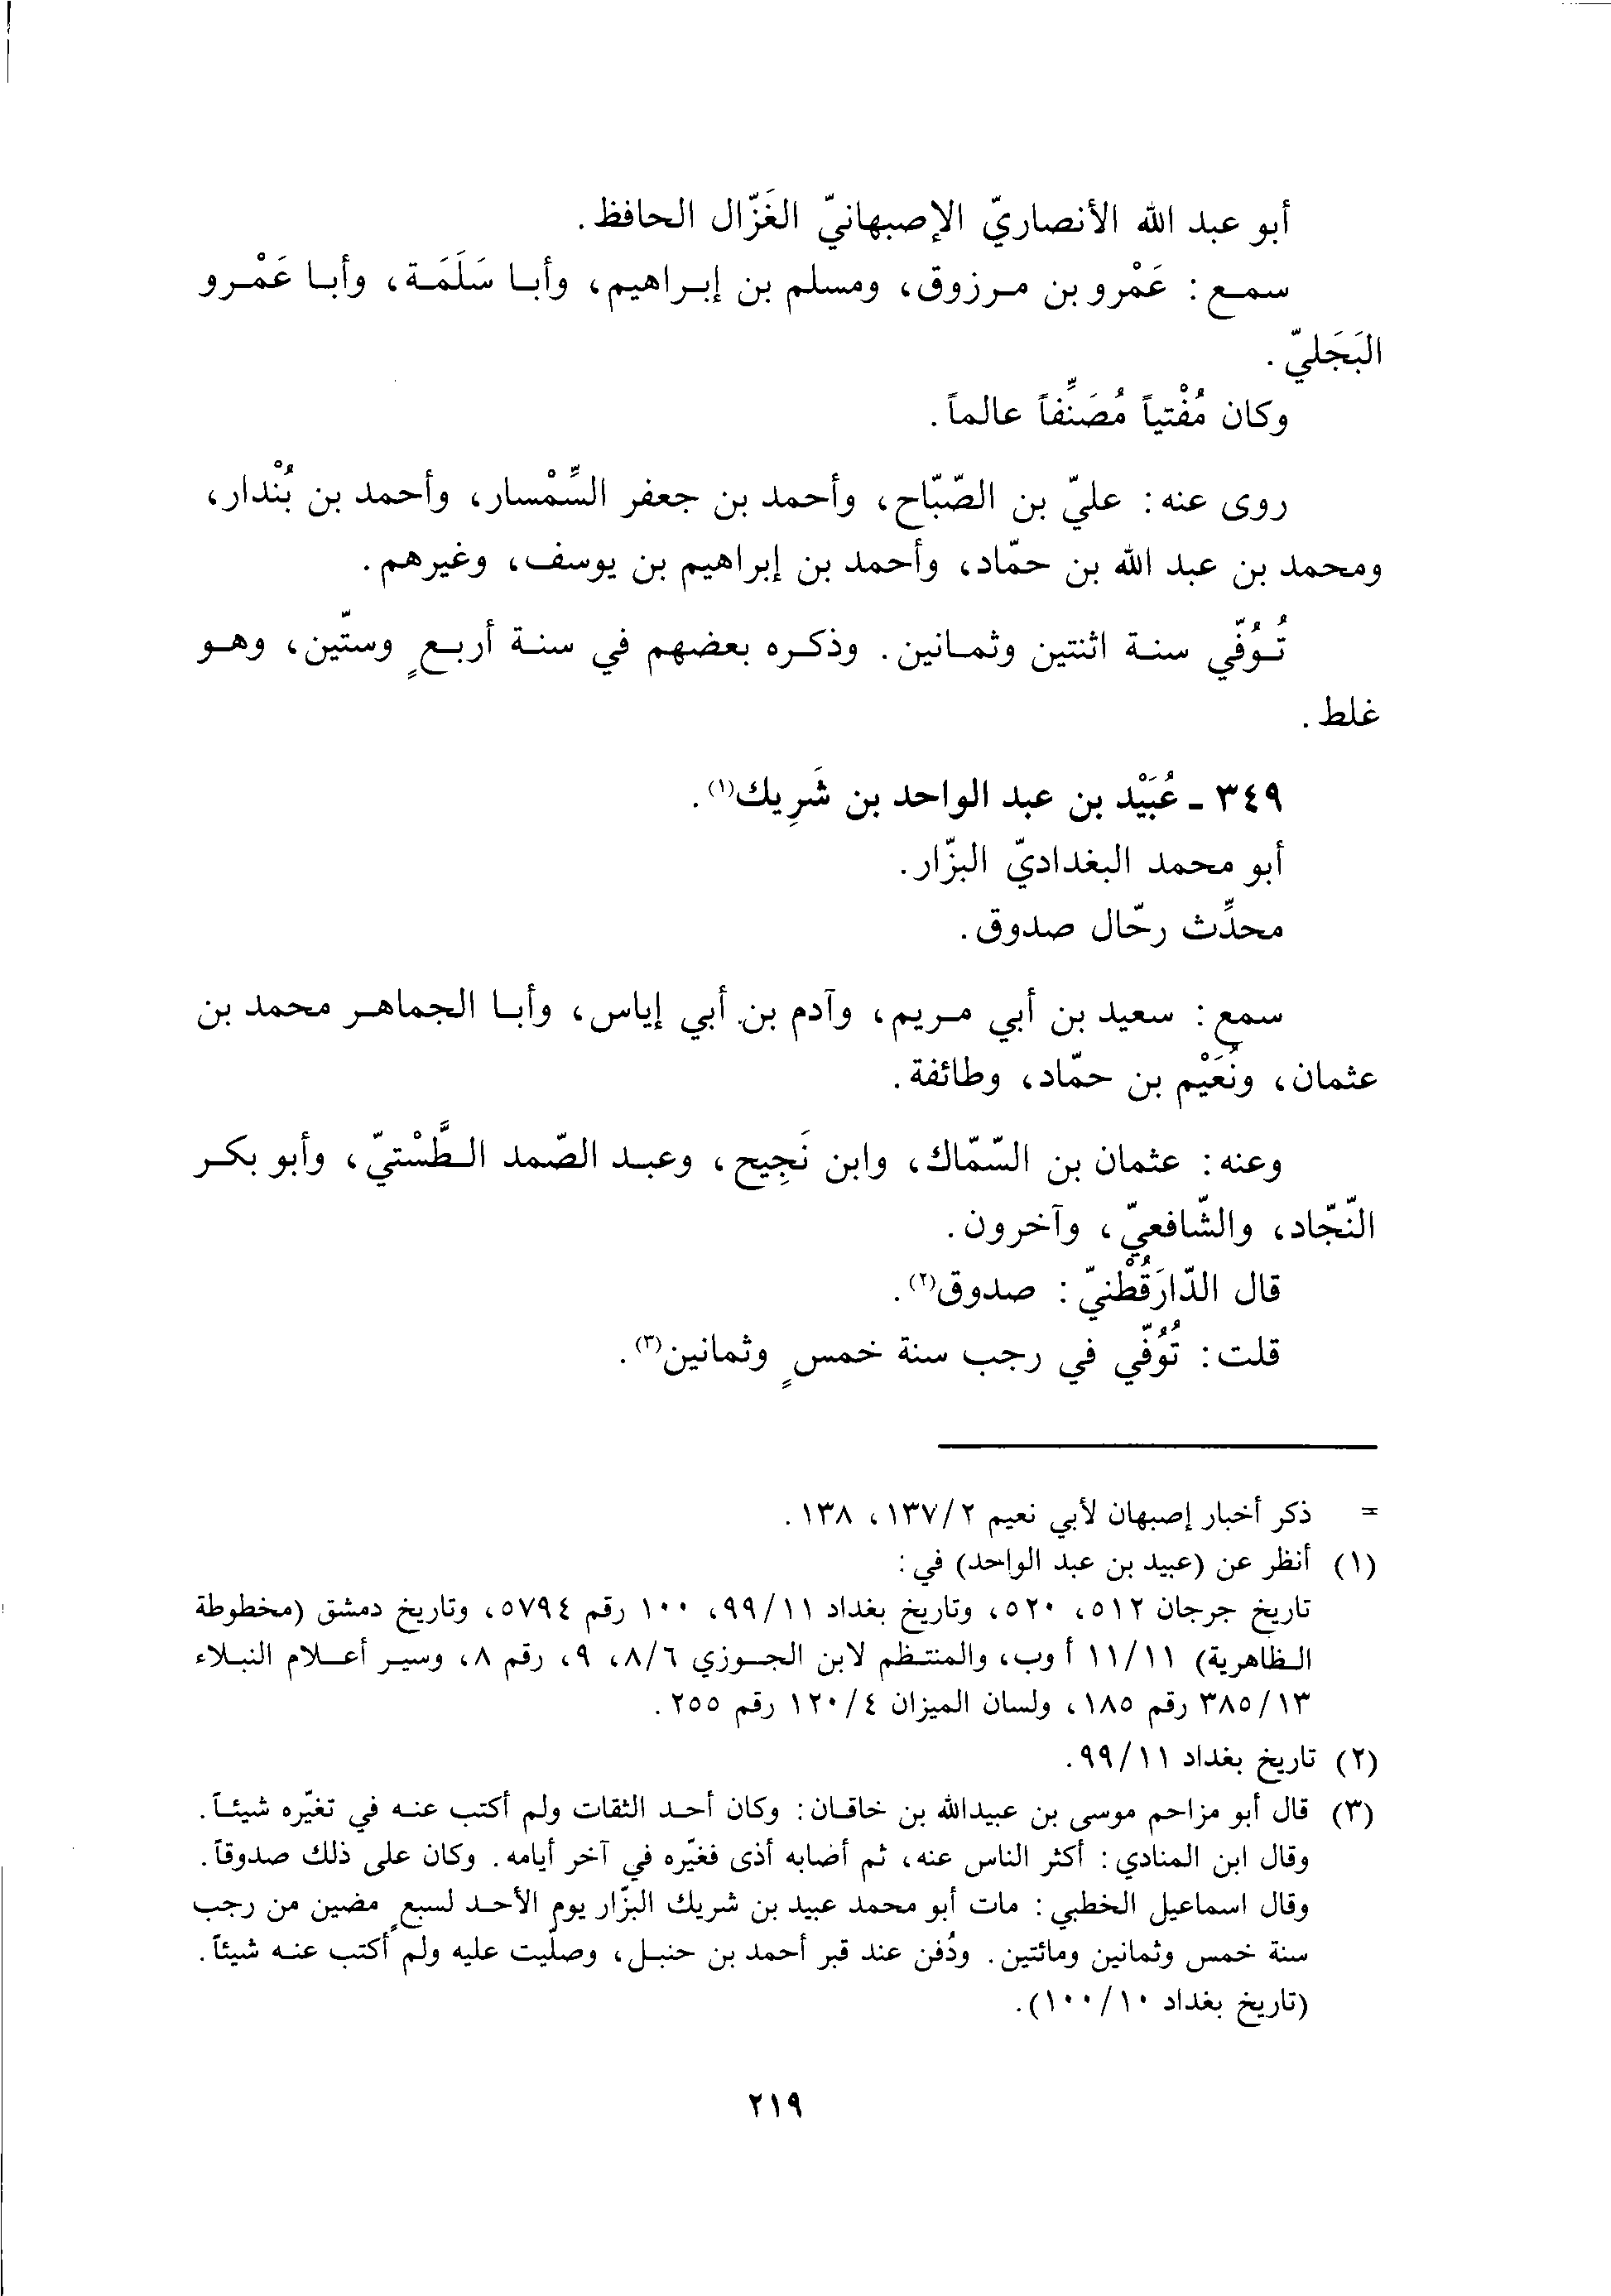 أبو عبد الله الأنصاريّ الإصبهانيّ الغَزّال الحافظ.
سمع: عَمْرو بن مرزوق، ومسلم بن إبراهيم، وأبا سَلَمَة، وأبا عَمْرو
البَجَليّ.
وكان مُفْتياً مُصَنِّفاً عالماً.
روى عنه: عليّ بن الصّبّاح، وأحمد بن جعفر السِّمْسار، وأحمد بن بُنْدار،
ومحمد بن عبد الله بن حمّاد، وأحمد بن إبراهيم بن يوسف، وغيرهم.
تُوُفّي سنة اثنتين وثمانين. وذكره بعضهم في سنة أربعٍ وستّين، وهو
غلط.
٣٤٩ - عُبَيْد بن عبد الواحد بن شَرِيك(١).
أبو محمد البغداديّ البزّار.
محدِّث رحّال صدوق.
سمع: سعيد بن أبي مريم، وآدم بن أبي إياس، وأبا الجماهر محمد بن
عثمان، ونُعَيْم بن حمّاد، وطائفة.
وعنه: عثمان بن السّمّاك، وابن نَجِيح، وعبد الصّمد الطَّسْتيّ، وأبو بكر
النّجّاد، والشّافعيّ، وآخرون.
قال الدّارَقُطْنيّ: صدوق(٢).
قلت: تُوُفّي في رجب سنة خمسٍ وثمانين(٣).
= ذكر أخبار إصبهان لأبي نعيم ١٣٧/٢، ١٣٨.
(١) أنظر عن (عبيد بن عبد الواحد) في:
تاريخ جرجان ٥١٢، ٥٢٠، وتاريخ بغداد ٩٩/١١، ١٠٠ رقم ٥٧٩٤، وتاريخ دمشق (مخطوطة
الظاهرية) ١١/١١ أ وب، والمنتظم لابن الجوزي ٨/٦، ٩، رقم ٨، وسير أعلام النبلاء
٣٨٥/١٣ رقم ١٨٥، ولسان الميزان ١٢٠/٤ رقم ٢٥٥.
(٢) تاريخ بغداد ٩٩/١١.
(٣) قال أبو مزاحم موسى بن عبيدالله بن خاقان: وكان أحد الثقات ولم أكتب عنه في تغيّره شيئاً.
وقال ابن المنادي: أكثر الناس عنه، ثم أضابه أذى فغيّره في آخر أيامه. وكان على ذلك صدوقاً.
وقال اسماعيل الخطبي: مات أبو محمد عبيد بن شريك البزّار يوم الأحد لسبعٍ مضين من رجب
سنة خمس وثمانين ومائتين. ودُفن عند قبر أحمد بن حنبل، وصلّيت عليه ولم أكتب عنه شيئاً.
(تاريخ بغداد ١٠٠/١٠).
٢١٩